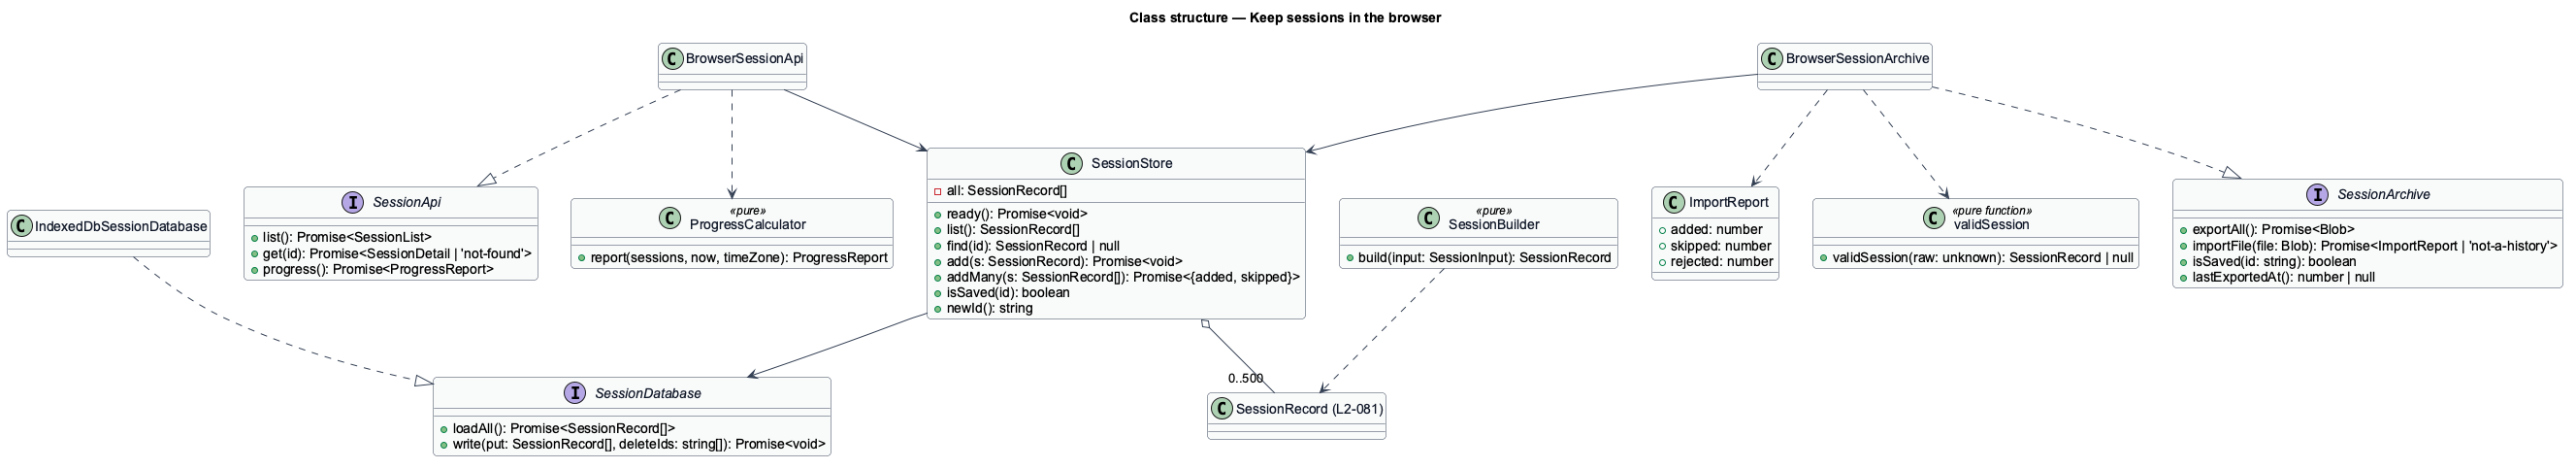 Class structure — Keep sessions in the browser
C BrowserSessionApi
C BrowserSessionArchive
C IndexedDbSessionDatabase
I SessionApi
list(): Promise<SessionList>
get(id): Promise<SessionDetail | 'not-found'>
progress(): Promise<ProgressReport>
C «pure»
ProgressCalculator
report(sessions, now, timeZone): ProgressReport
C SessionStore
all: SessionRecord[]
ready(): Promise<void>
list(): SessionRecord[]
find(id): SessionRecord | null
add(s: SessionRecord): Promise<void>
addMany(s: SessionRecord[]): Promise<{added, skipped}>
isSaved(id): boolean
newId(): string
C «pure»
SessionBuilder
build(input: SessionInput): SessionRecord
C ImportReport
added: number
skipped: number
rejected: number
C «pure function»
validSession
validSession(raw: unknown): SessionRecord | null
I SessionArchive
exportAll(): Promise<Blob>
importFile(file: Blob): Promise<ImportReport | 'not-a-history'>
isSaved(id: string): boolean
lastExportedAt(): number | null
I SessionDatabase
loadAll(): Promise<SessionRecord[]>
write(put: SessionRecord[], deleteIds: string[]): Promise<void>
0..500
C SessionRecord (L2-081)